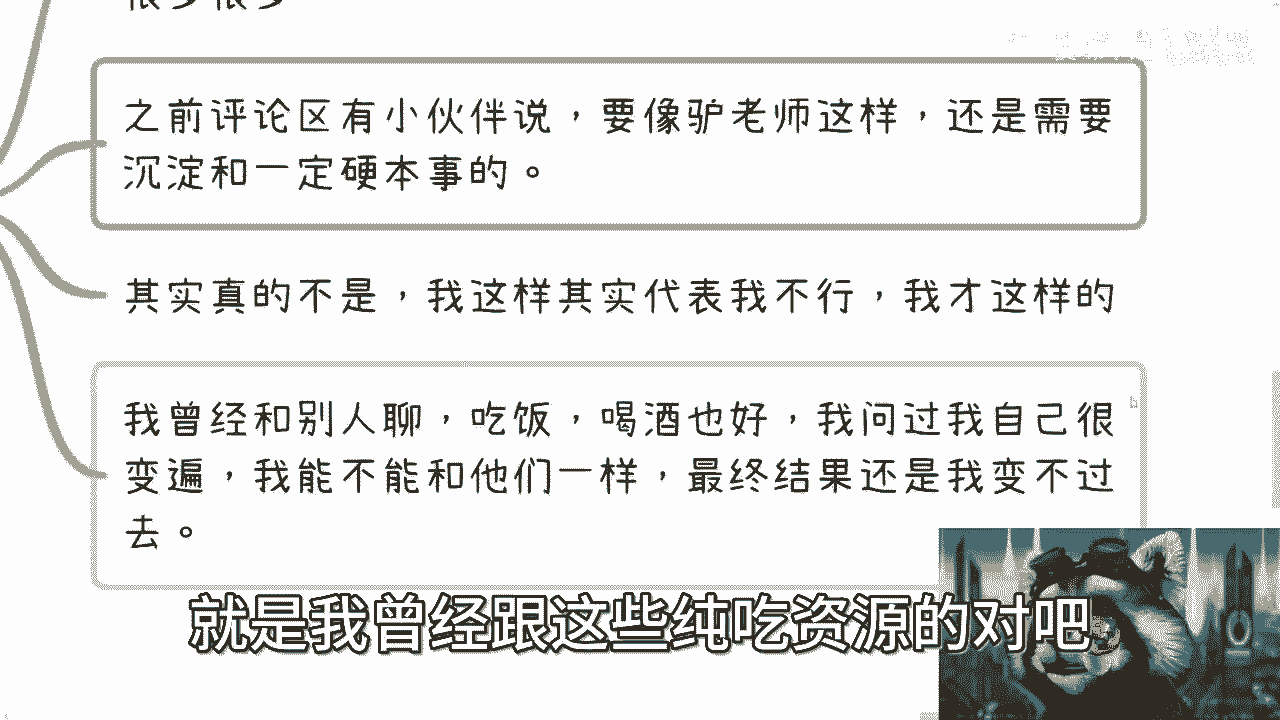 之前评论区有小伙伴说，要像驴老师这样，还是需要
沉淀和一定硬本事的。
其实真的不是，我这样其实代表我不行，我才这样的
我曾经和别人聊，吃饭，喝酒也好，我问过我自己很
变遍，我能不能和他们一样，最终结果还是我变不过
去。
就是我曾经跟这些纯吃资源的对吧